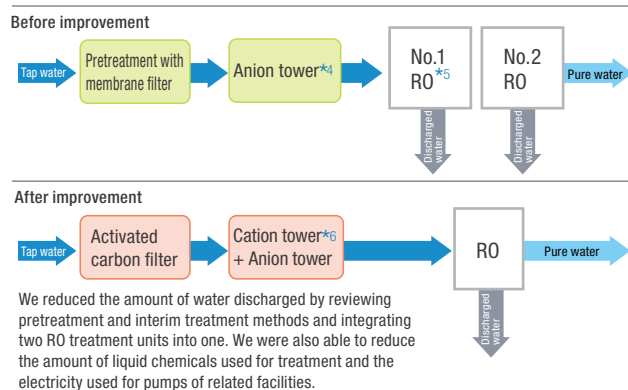 Before improvement
Tap water
Pretreatment with
membrane filter
Anion tower*4
No.1
RO*5
No.2
RO
Pure water
Discharged
water
Discharged
water
After improvement
Tap water
Activated
carbon filter
Cation tower*6
+ Anion tower
RO
Pure water
Discharged
water
We reduced the amount of water discharged by reviewing
pretreatment and interim treatment methods and integrating
two RO treatment units into one. We were also able to reduce
the amount of liquid chemicals used for treatment and the
electricity used for pumps of related facilities.